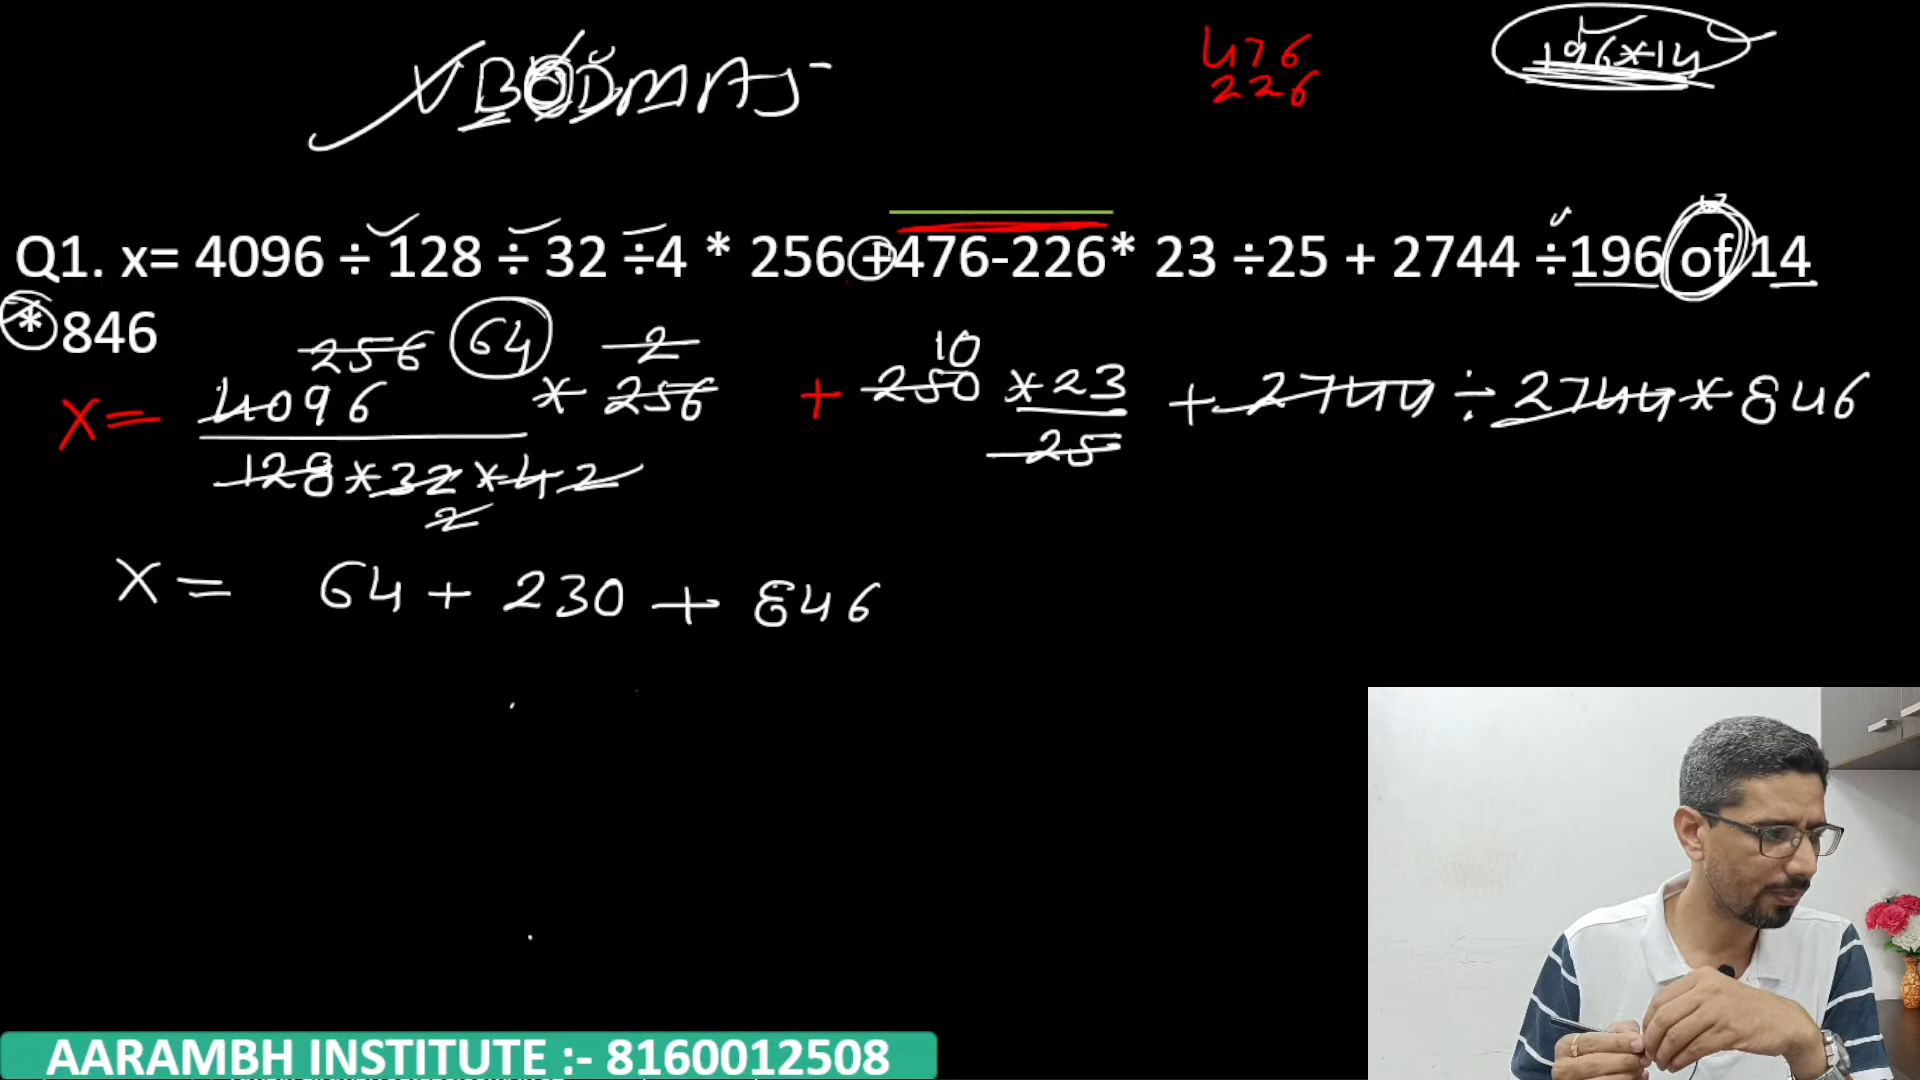 VBODMAS
476
226
196*14
Q1. x= 4096 ÷ 128 ÷ 32 ÷4 * 256 +476-226* 23 ÷25 + 2744 ÷196 of 14
*846
256 64 2 10
X= 4096 * 256 + 250 *23 + 2744 ÷ 2744 * 846
128*32*4 2 25
2
X = 64 + 230 + 846
AARAMBH INSTITUTE :- 8160012508